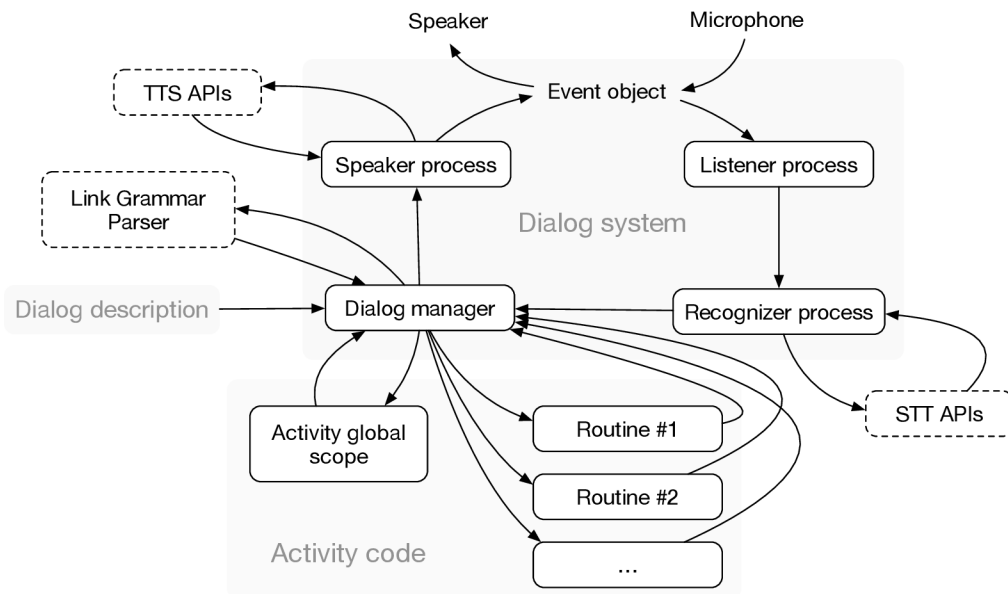 Speaker
Microphone
TTS APIs
Event object
Speaker process
Listener process
Link Grammar
Parser
Dialog system
Dialog description
Dialog manager
Recognizer process
Activity global
scope
Routine #1
STT APIs
Routine #2
Activity code
...